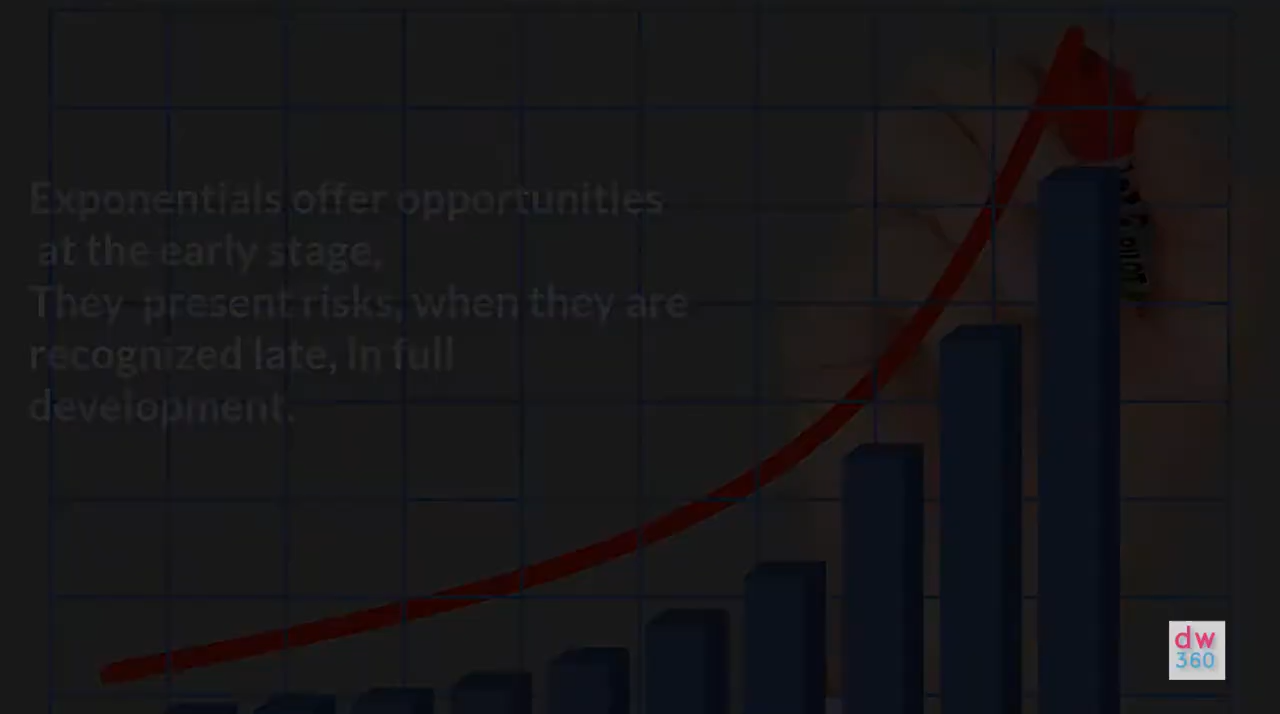 Exponentials offer opportunities
at the early stage,
They present risks, when they are
recognized late, in full
development.
dw
360